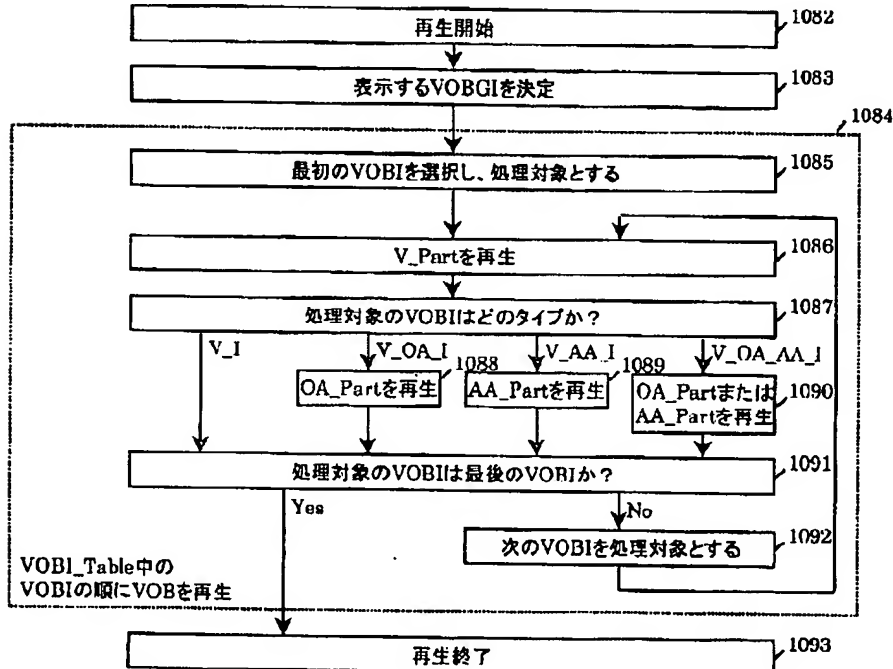 再生開始
1082
表示するVOBGIを決定
1083
1084
最初のVOBIを選択し、処理対象とする
1085
V_Partを再生
1086
処理対象のVOBIはどのタイプか?
1087
V_I
V_OA_I
V_AA_I
V_OA_AA_I
1088
OA_Partを再生
1089
AA_Partを再生
OA_Partまたは
AA_Partを再生
1090
処理対象のVOBIは最後のVOBIか?
1091
Yes
No
次のVOBIを処理対象とする
1092
VOBI_Table中の
VOBIの順にVOBを再生
再生終了
1093